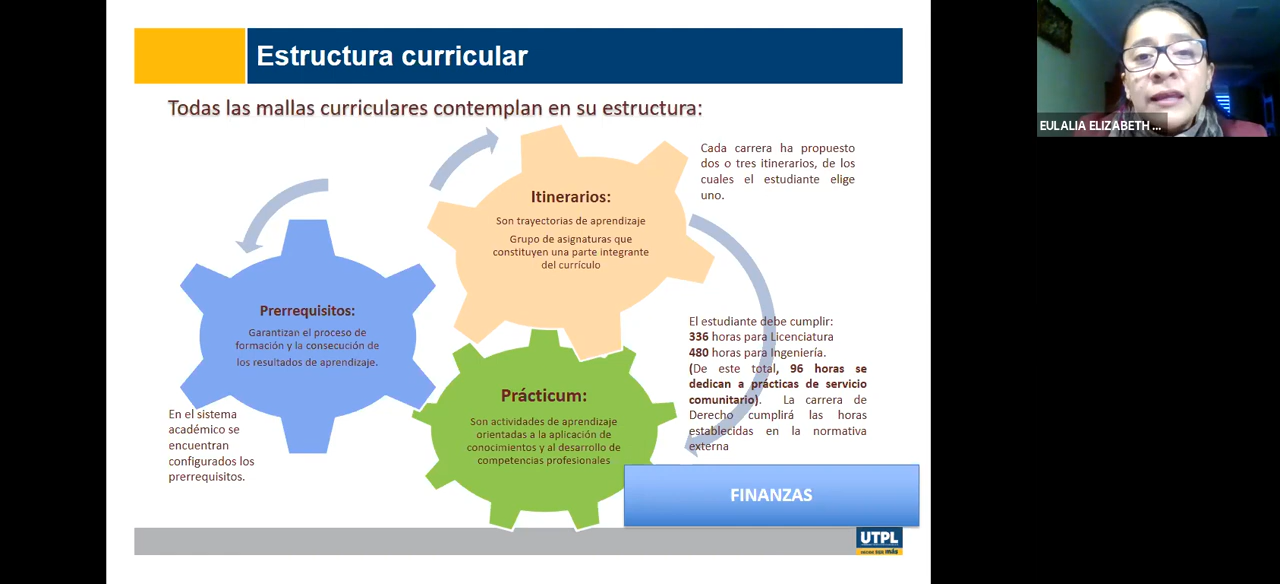 Estructura curricular
Todas las mallas curriculares contemplan en su estructura:
Cada carrera ha propuesto
dos o tres itinerarios, de los
cuales el estudiante elige
uno.
Itinerarios:
Son trayectorias de aprendizaje
Grupo de asignaturas que
constituyen una parte integrante
del currículo
Prerrequisitos:
Garantizan el proceso de
formación y la consecución de
los resultados de aprendizaje.
En el sistema
académico se
encuentran
configurados los
prerrequisitos.
El estudiante debe cumplir:
336 horas para Licenciatura
480 horas para Ingeniería.
(De este total, 96 horas se
dedican a prácticas de servicio
comunitario). La carrera de
Derecho cumplirá las horas
establecidas en la normativa
externa
Prácticum:
Son actividades de aprendizaje
orientadas a la aplicación de
conocimientos y al desarrollo de
competencias profesionales
FINANZAS
UTPL
EULALIA ELIZABETH ...